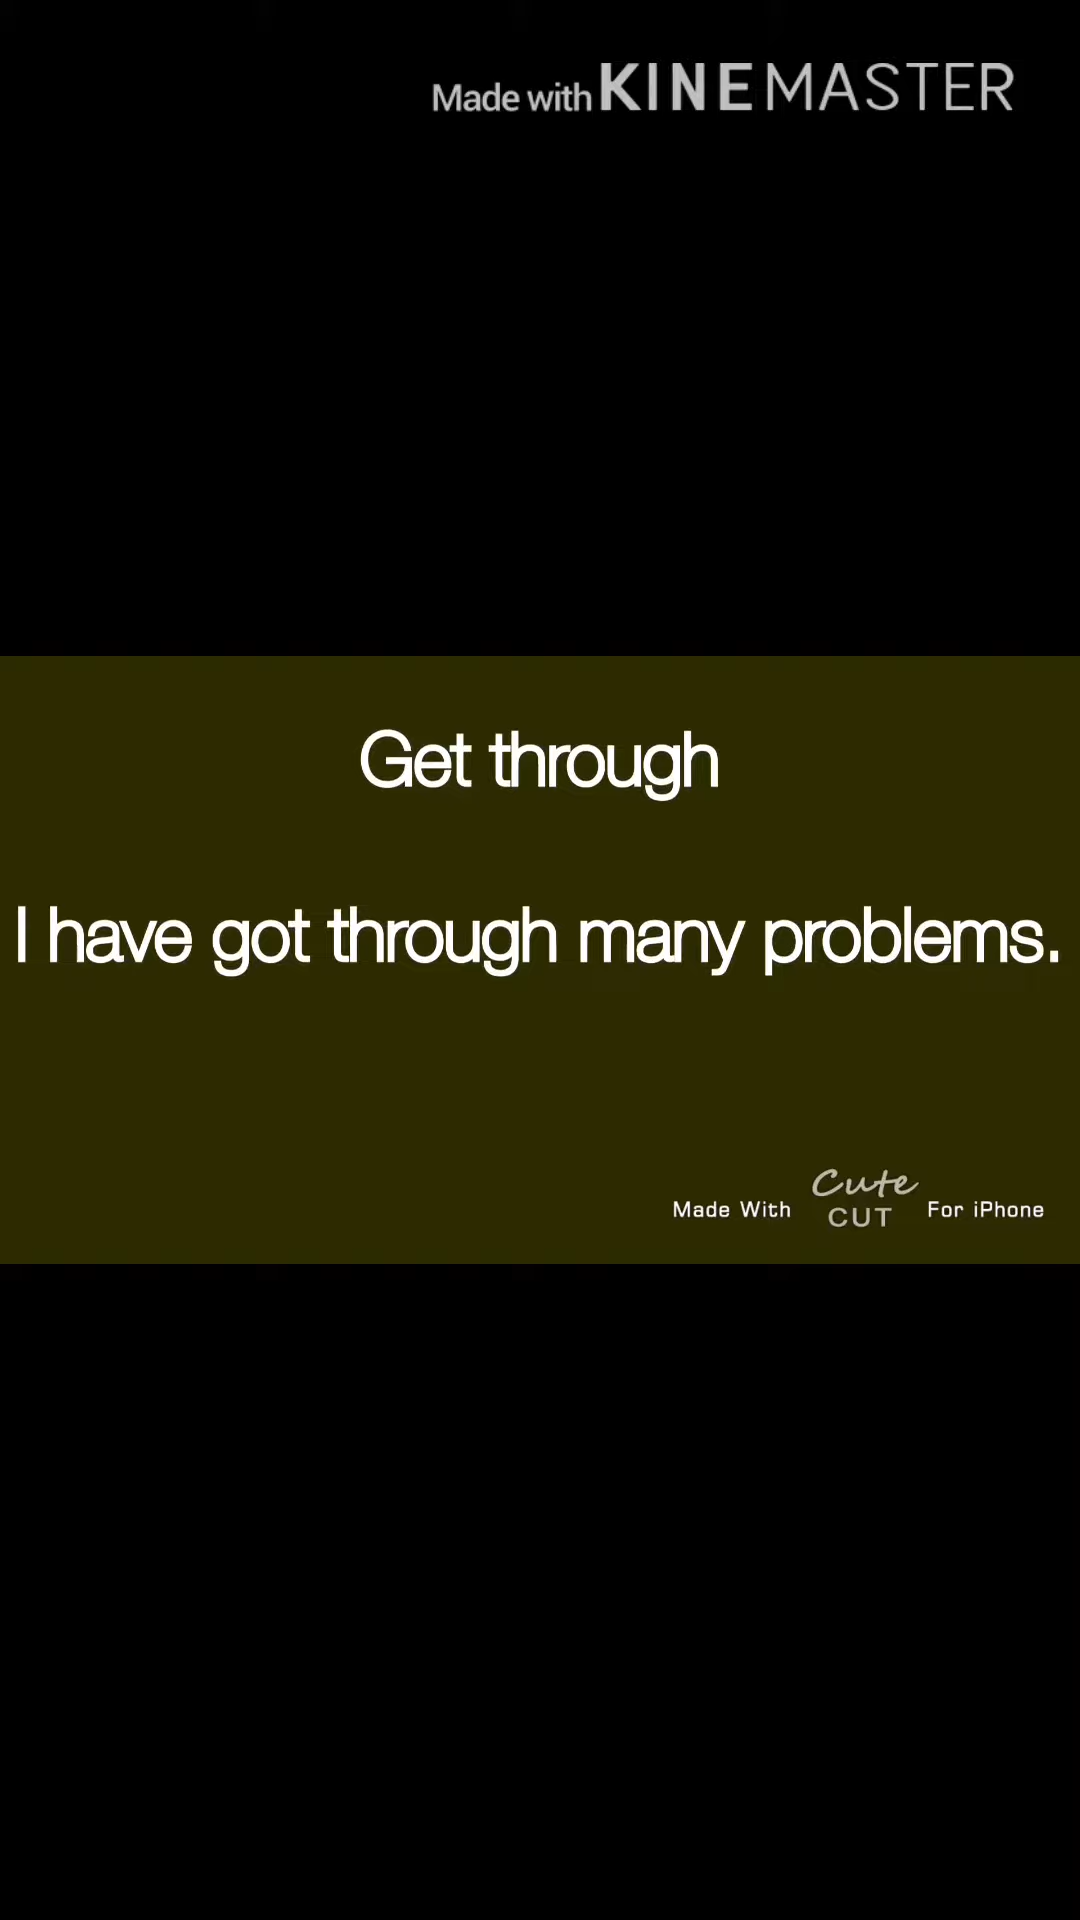 Made with KINEMASTER
Get through
I have got through many problems.
Made With Cute CUT For iPhone